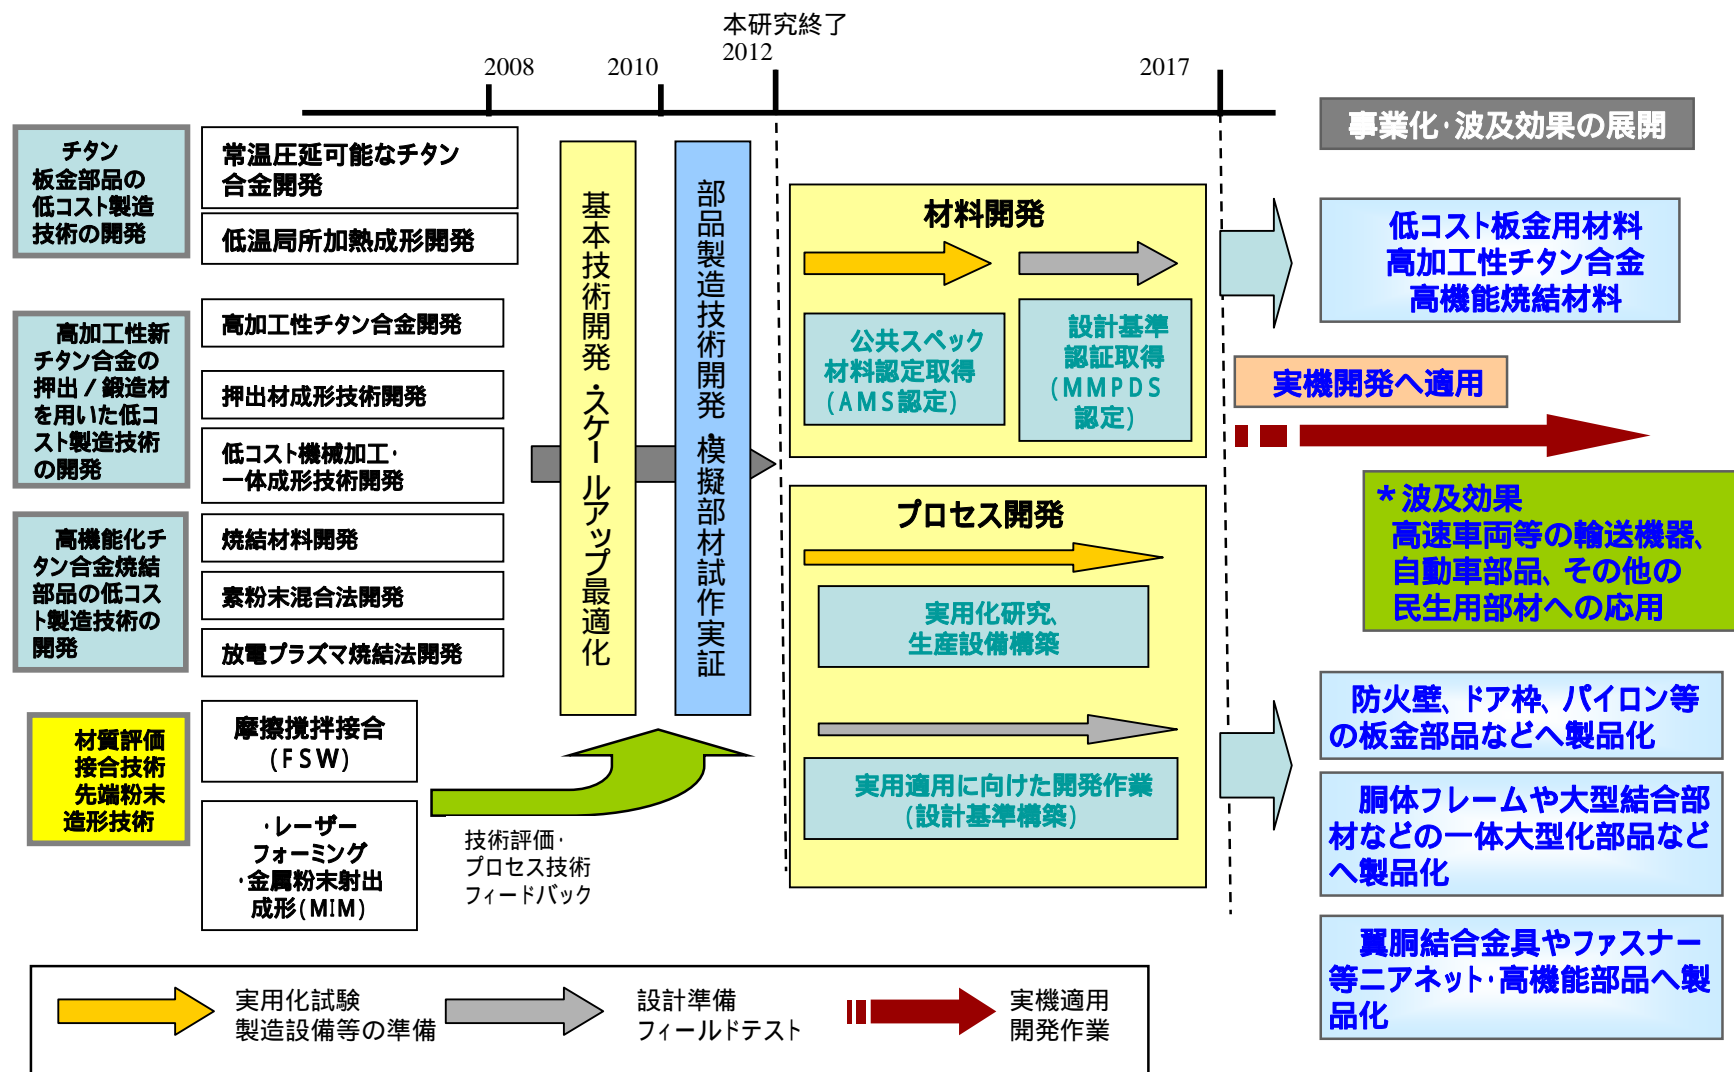 本研究終了
2012
2008
2010
2017
チタン
板金部品の
低コスト製造
技術の開発
常温圧延可能なチタン
合金開発
低温局所加熱成形開発
高加工性新
チタン合金の
押出/鍛造材
を用いた低コ
スト製造技術
の開発
高加工性チタン合金開発
押出材成形技術開発
低コスト機械加工・
一体成形技術開発
高機能化チ
タン合金焼結
部品の低コス
ト製造技術の
開発
焼結材料開発
素粉末混合法開発
放電プラズマ焼結法開発
材質評価
接合技術
先端粉末
造形技術
摩擦撹拌接合
(FSW)
・レーザー
フォーミング
・金属粉末射出
成形(MIM)
基本技術開発・スケールアップ最適化
部品製造技術開発・模擬部材試作実証
技術評価・
プロセス技術
フィードバック
材料開発
公共スペック
材料認定取得
(AMS認定)
設計基準
認証取得
(MMPDS
認定)
プロセス開発
実用化研究、
生産設備構築
実用適用に向けた開発作業
(設計基準構築)
事業化・波及効果の展開
低コスト板金用材料
高加工性チタン合金
高機能焼結材料
実機開発へ適用
*波及効果
高速車両等の輸送機器、
自動車部品、その他の
民生用部材への応用
防火壁、ドア枠、パイロン等
の板金部品などへ製品化
胴体フレームや大型結合部
材などの一体大型化部品など
へ製品化
翼胴結合金具やファスナー
等ニアネット・高機能部品へ製
品化
実用化試験
製造設備等の準備
設計準備
フィールドテスト
実機適用
開発作業